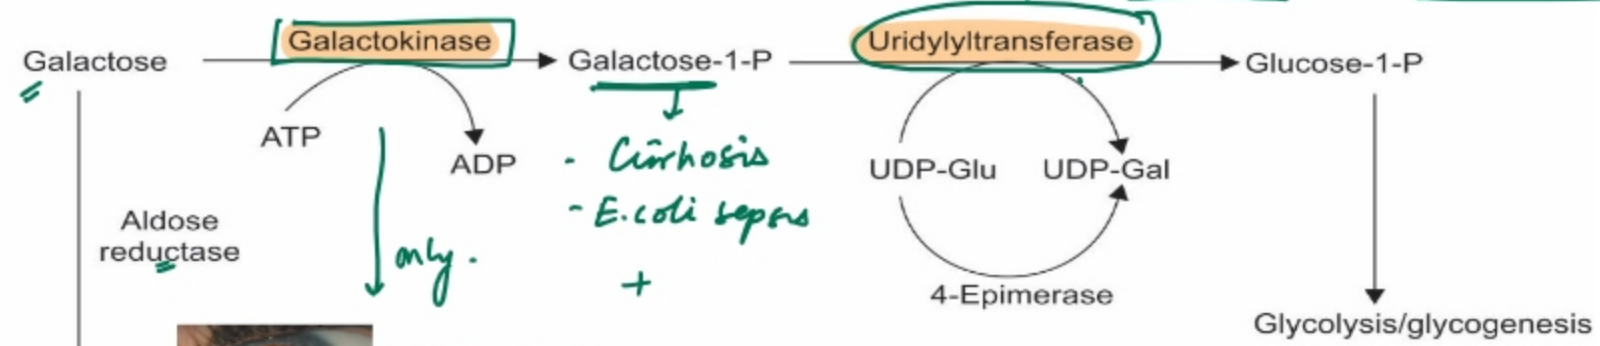 Galactokinase
Uridylyltransferase
Galactose
Galactose-1-P
Glucose-1-P
ATP
ADP
- Cirrhosis
- E.coli sepsis
+
UDP-Glu
UDP-Gal
Aldose
reductase
only.
4-Epimerase
Glycolysis/glycogenesis